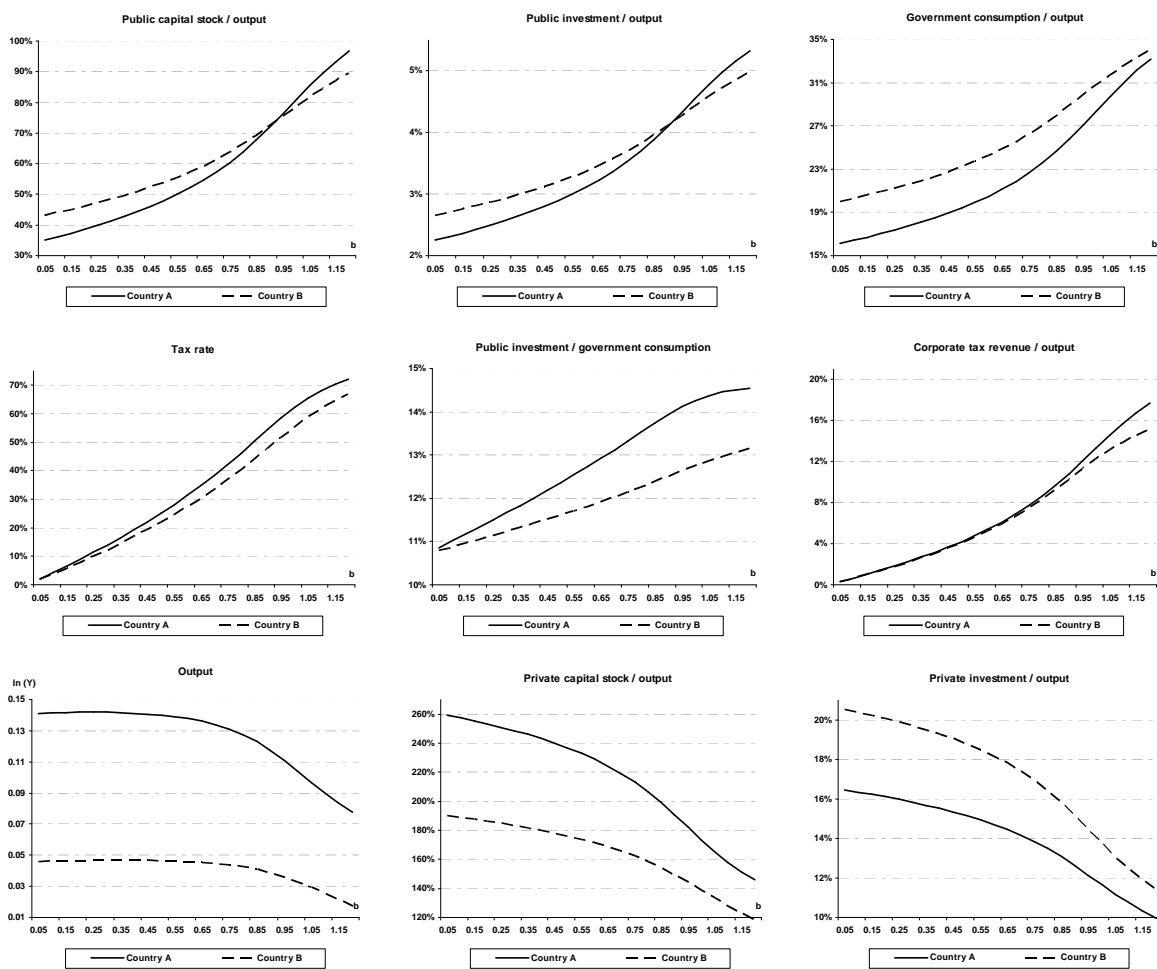 Public capital stock / output
100%
90%
80%
70%
60%
50%
40%
30%
b
0.05 0.15 0.25 0.35 0.45 0.55 0.65 0.75 0.85 0.95 1.05 1.15
Country A Country B
Public investment / output
5%
4%
3%
2%
b
0.05 0.15 0.25 0.35 0.45 0.55 0.65 0.75 0.85 0.95 1.05 1.15
Country A Country B
Government consumption / output
35%
31%
27%
23%
19%
15%
b
0.05 0.15 0.25 0.35 0.45 0.55 0.65 0.75 0.85 0.95 1.05 1.15
Country A Country B
Tax rate
70%
60%
50%
40%
30%
20%
10%
0%
b
0.05 0.15 0.25 0.35 0.45 0.55 0.65 0.75 0.85 0.95 1.05 1.15
Country A Country B
Public investment / government consumption
15%
14%
13%
12%
11%
10%
b
0.05 0.15 0.25 0.35 0.45 0.55 0.65 0.75 0.85 0.95 1.05 1.15
Country A Country B
Corporate tax revenue / output
20%
16%
12%
8%
4%
0%
b
0.05 0.15 0.25 0.35 0.45 0.55 0.65 0.75 0.85 0.95 1.05 1.15
Country A Country B
Output
ln (Y)
0.15
0.13
0.11
0.09
0.07
0.05
0.03
0.01
b
0.05 0.15 0.25 0.35 0.45 0.55 0.65 0.75 0.85 0.95 1.05 1.15
Country A Country B
Private capital stock / output
260%
240%
220%
200%
180%
160%
140%
120%
b
0.05 0.15 0.25 0.35 0.45 0.55 0.65 0.75 0.85 0.95 1.05 1.15
Country A Country B
Private investment / output
20%
18%
16%
14%
12%
10%
0.05 0.15 0.25 0.35 0.45 0.55 0.65 0.75 0.85 0.95 1.05 1.15
Country A Country B